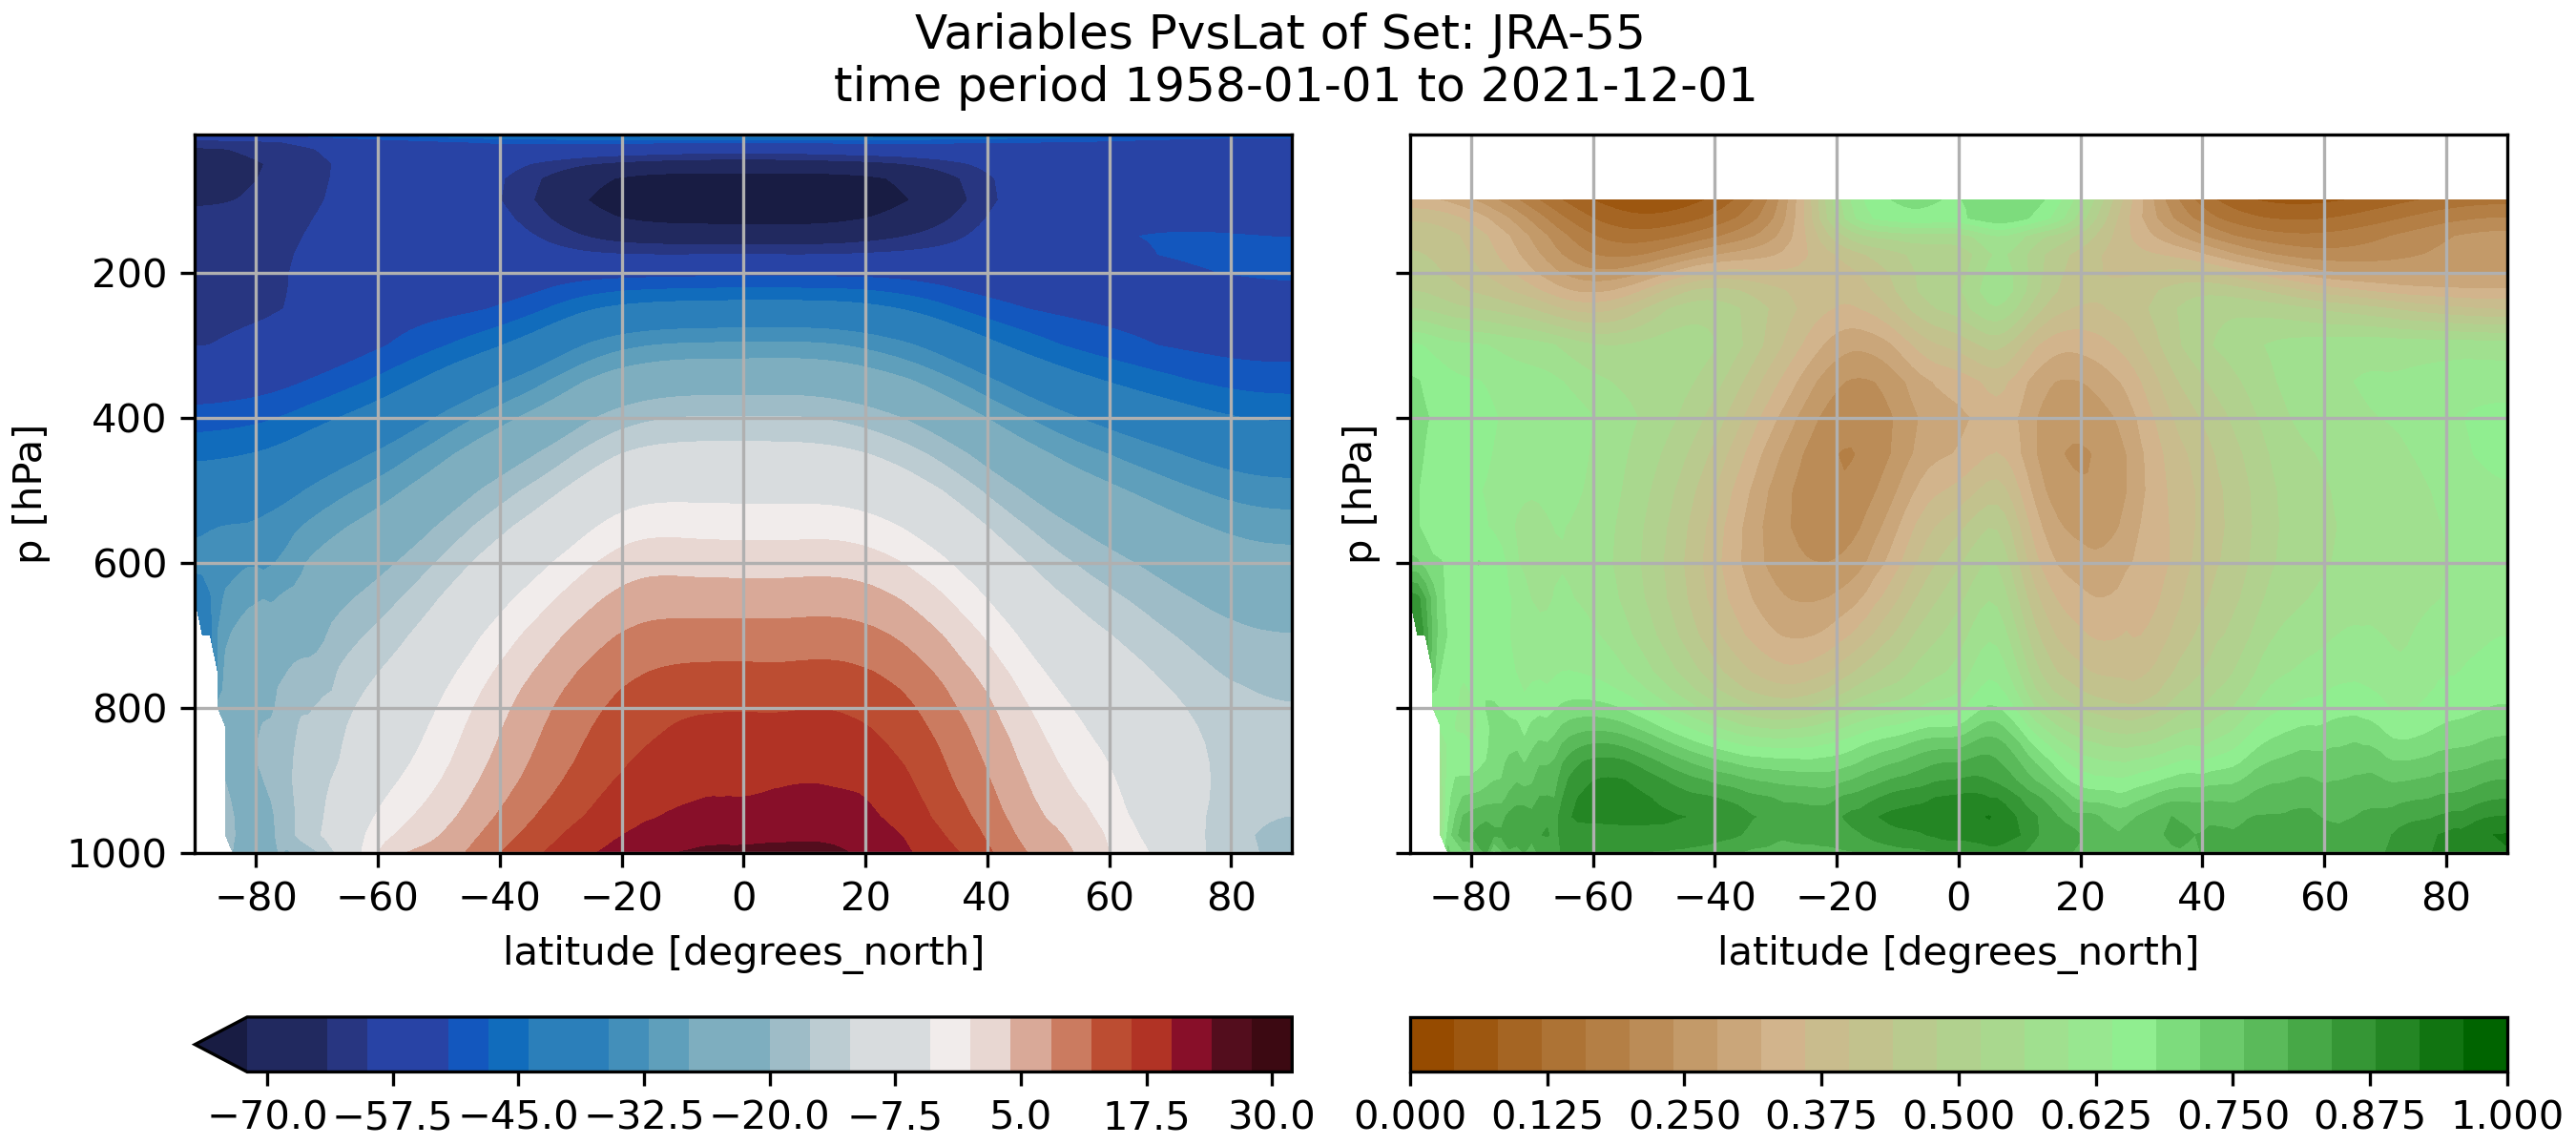 Variables PvsLat of Set: JRA-55
time period 1958-01-01 to 2021-12-01
p [hPa]
200
400
600
800
1000
−80 −60 −40 −20 0 20 40 60 80
latitude [degrees_north]
−70.0 −57.5 −45.0 −32.5 −20.0 −7.5 5.0 17.5 30.0
p [hPa]
−80 −60 −40 −20 0 20 40 60 80
latitude [degrees_north]
0.000 0.125 0.250 0.375 0.500 0.625 0.750 0.875 1.000